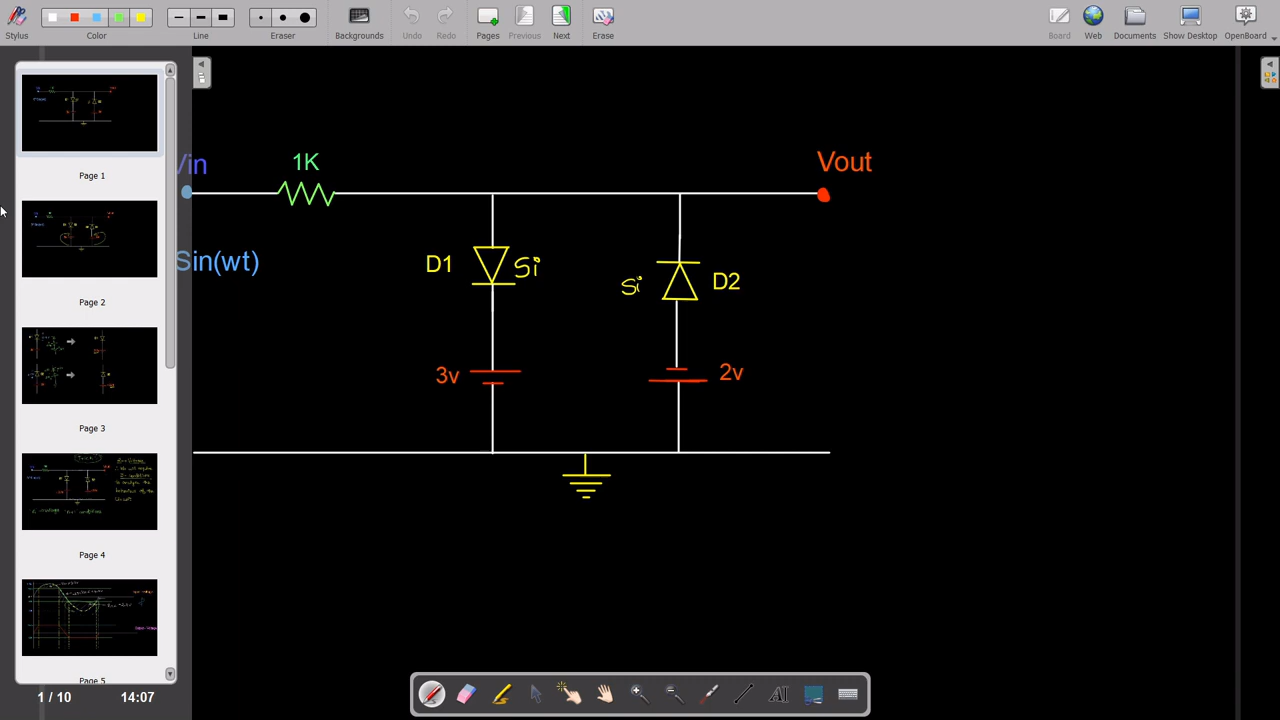 Color
Line
Eraser
Stylus
Backgrounds
Undo
Redo
Pages
Previous
Next
Erase
Board
Web
Documents
Show Desktop
OpenBoard
Page 1
Page 2
Page 3
Page 4
Page 5
1 / 10
14:07
Vin
1K
Vout
Sin(wt)
D1
Si
Si
D2
3v
2v